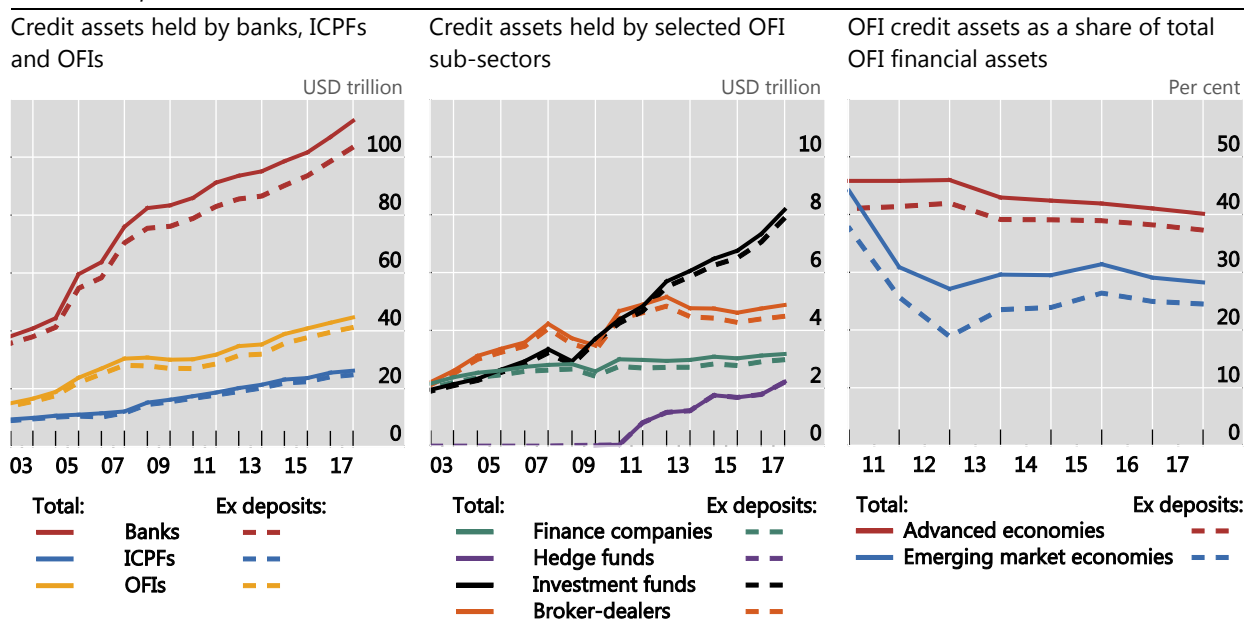 Credit assets held by banks, ICPFs
and OFIs
USD trillion
100
80
60
40
20
0
03 05 07 09 11 13 15 17
Total: Ex deposits:
Banks
ICPFs
OFIs
Credit assets held by selected OFI
sub-sectors
USD trillion
10
8
6
4
2
0
03 05 07 09 11 13 15 17
Total: Ex deposits:
Finance companies
Hedge funds
Investment funds
Broker-dealers
OFI credit assets as a share of total
OFI financial assets
Per cent
50
40
30
20
10
0
11 12 13 14 15 16 17
Total: Ex deposits:
Advanced economies
Emerging market economies